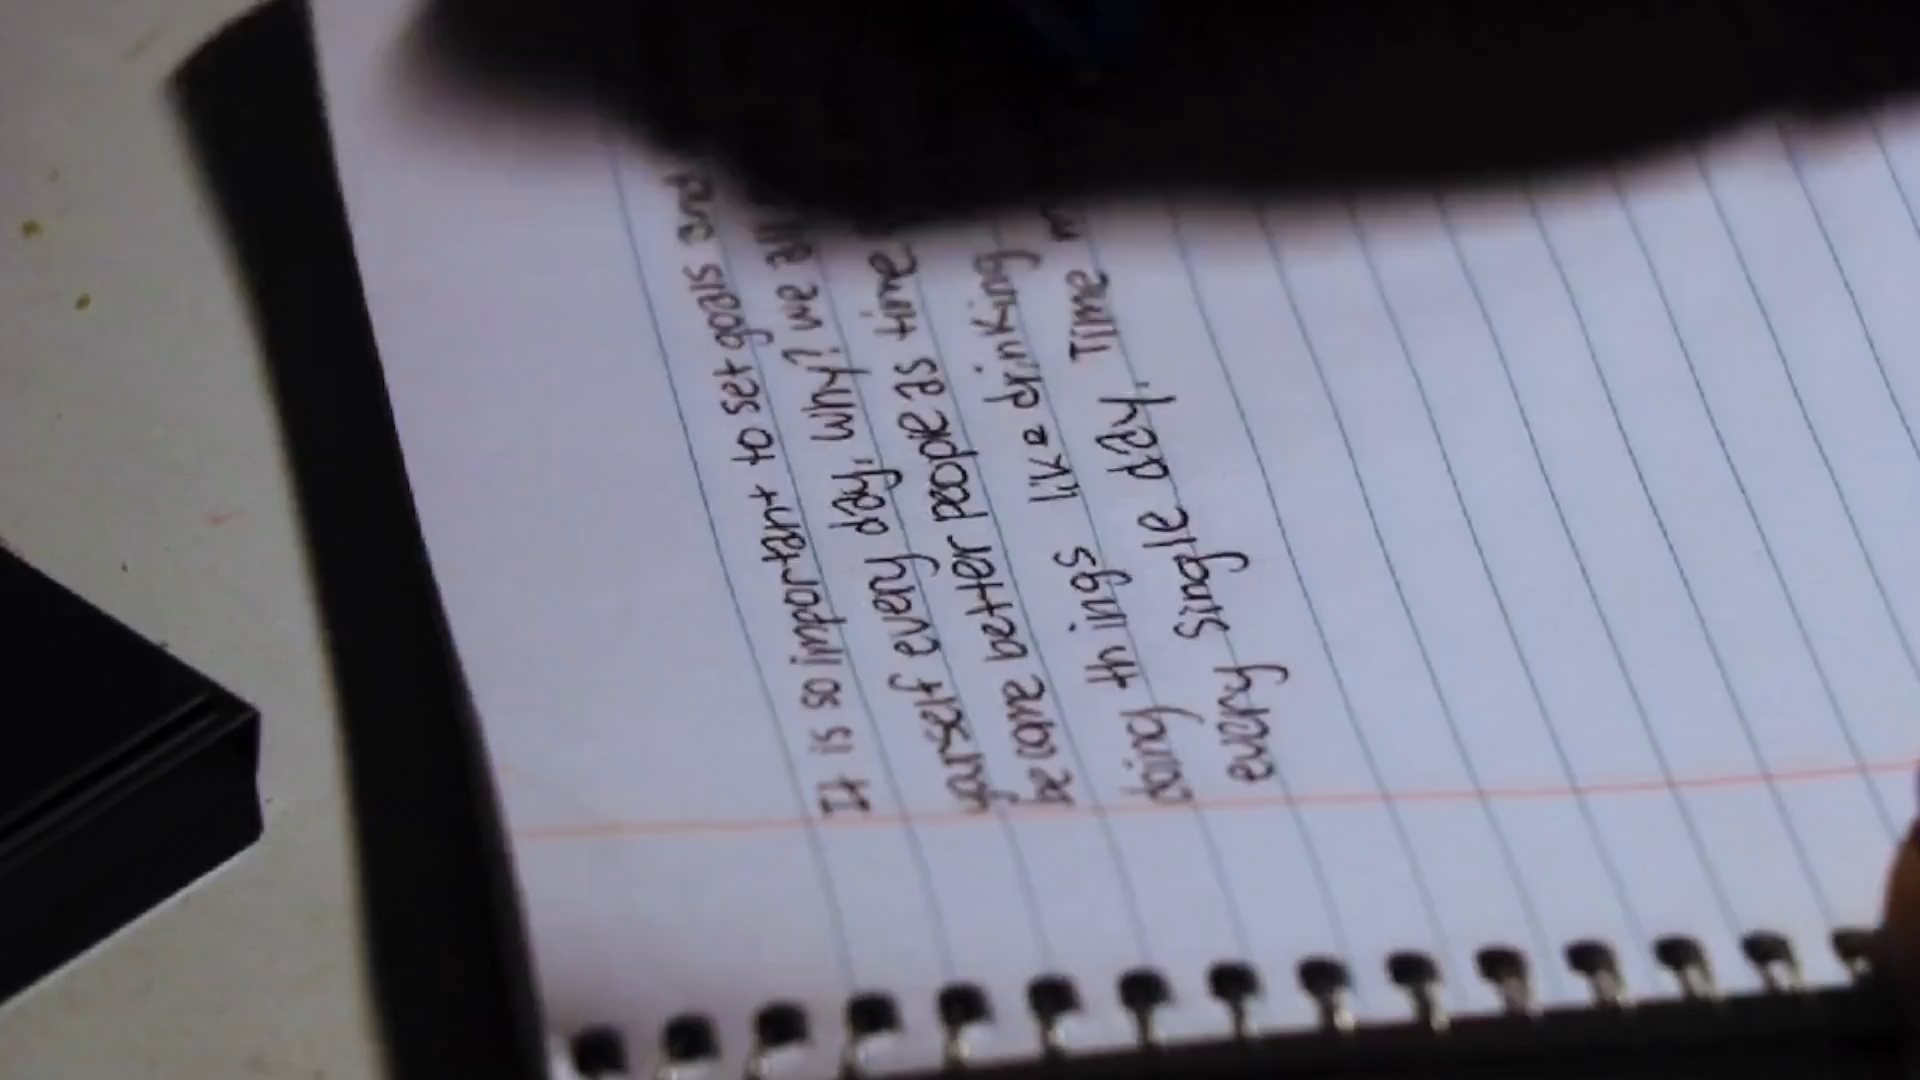 It is so important to set goals and
yourself every day, why? we all
become better people as time
doing things like drinking
every single day. Time